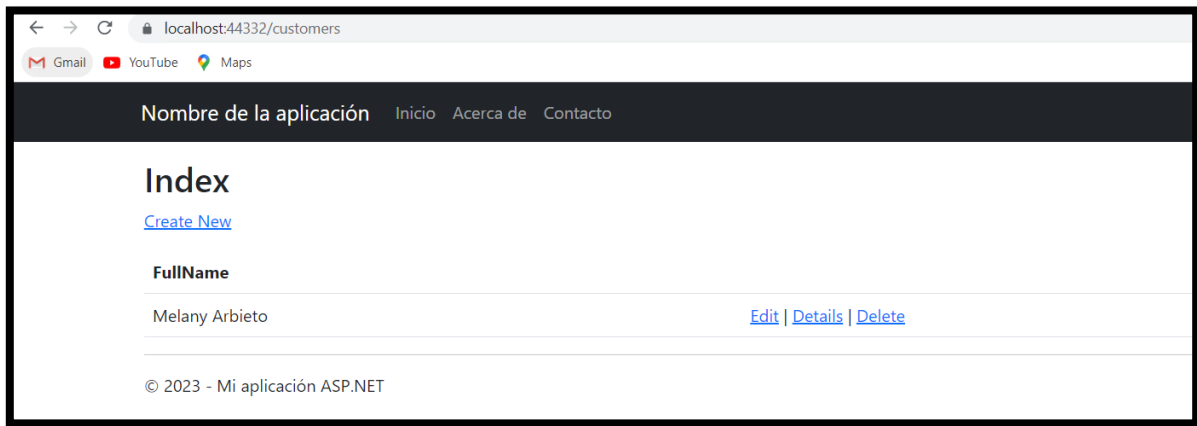 localhost:44332/customers
Gmail YouTube Maps
Nombre de la aplicación Inicio Acerca de Contacto
Index
Create New
FullName
Melany Arbieto Edit | Details | Delete
© 2023 - Mi aplicación ASP.NET